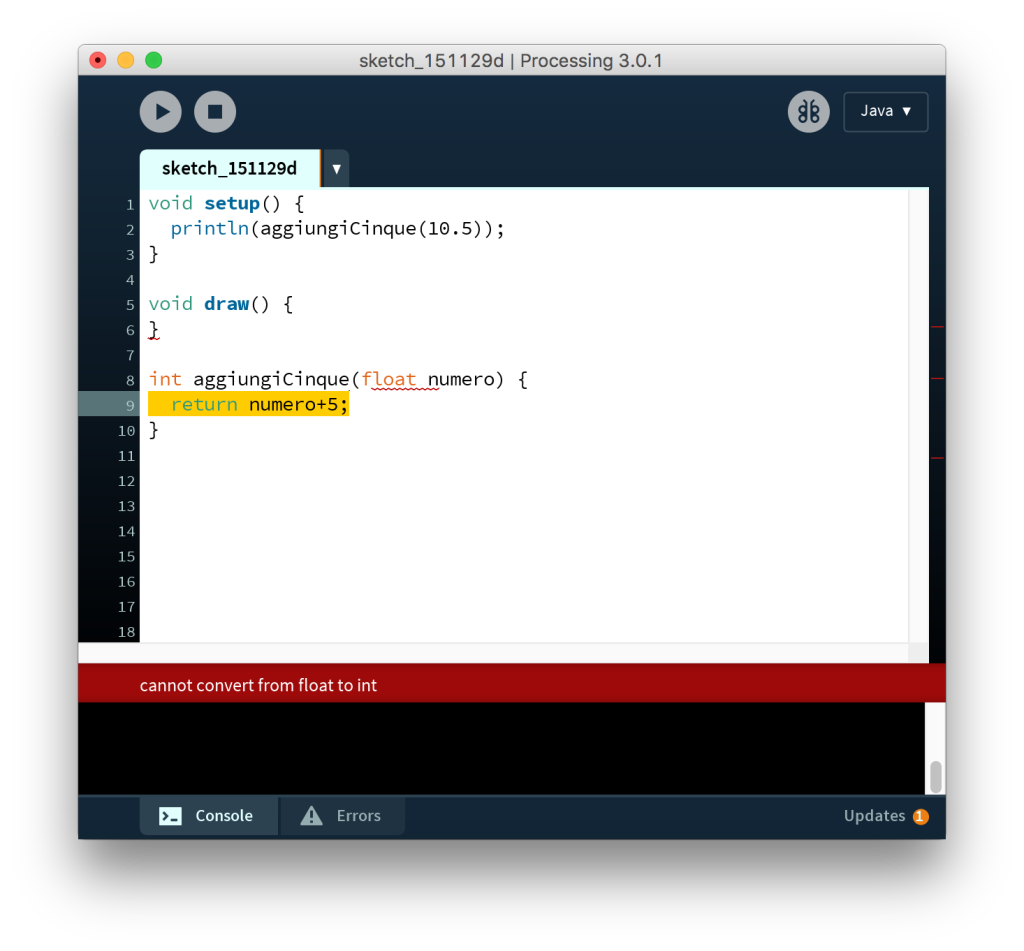 sketch_151129d | Processing 3.0.1
Java ▼
sketch_151129d ▼
1 void setup() {
2   println(aggiungiCinque(10.5));
3 }
4
5 void draw() {
6 }
7
8 int aggiungiCinque(float numero) {
9   return numero+5;
10 }
11
12
13
14
15
16
17
18
cannot convert from float to int
>_ Console Errors Updates 1